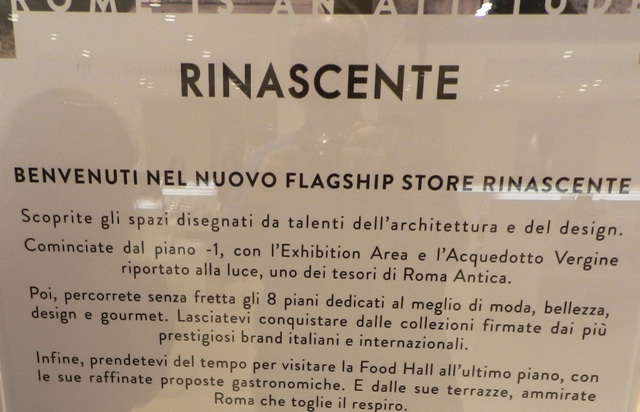 ROME IS AN ATTITUDE
RINASCENTE
BENVENUTI NEL NUOVO FLAGSHIP STORE RINASCENTE
Scoprite gli spazi disegnati da talenti dell'architettura e del design.
Cominciate dal piano -1, con l'Exhibition Area e l'Acquedotto Vergine
riportato alla luce, uno dei tesori di Roma Antica.
Poi, percorrete senza fretta gli 8 piani dedicati al meglio di moda, bellezza,
design e gourmet. Lasciatevi conquistare dalle collezioni firmate dai più
prestigiosi brand italiani e internazionali.
Infine, prendetevi del tempo per visitare la Food Hall all'ultimo piano, con
le sue raffinate proposte gastronomiche. E dalle sue terrazze, ammirate
Roma che toglie il respiro.